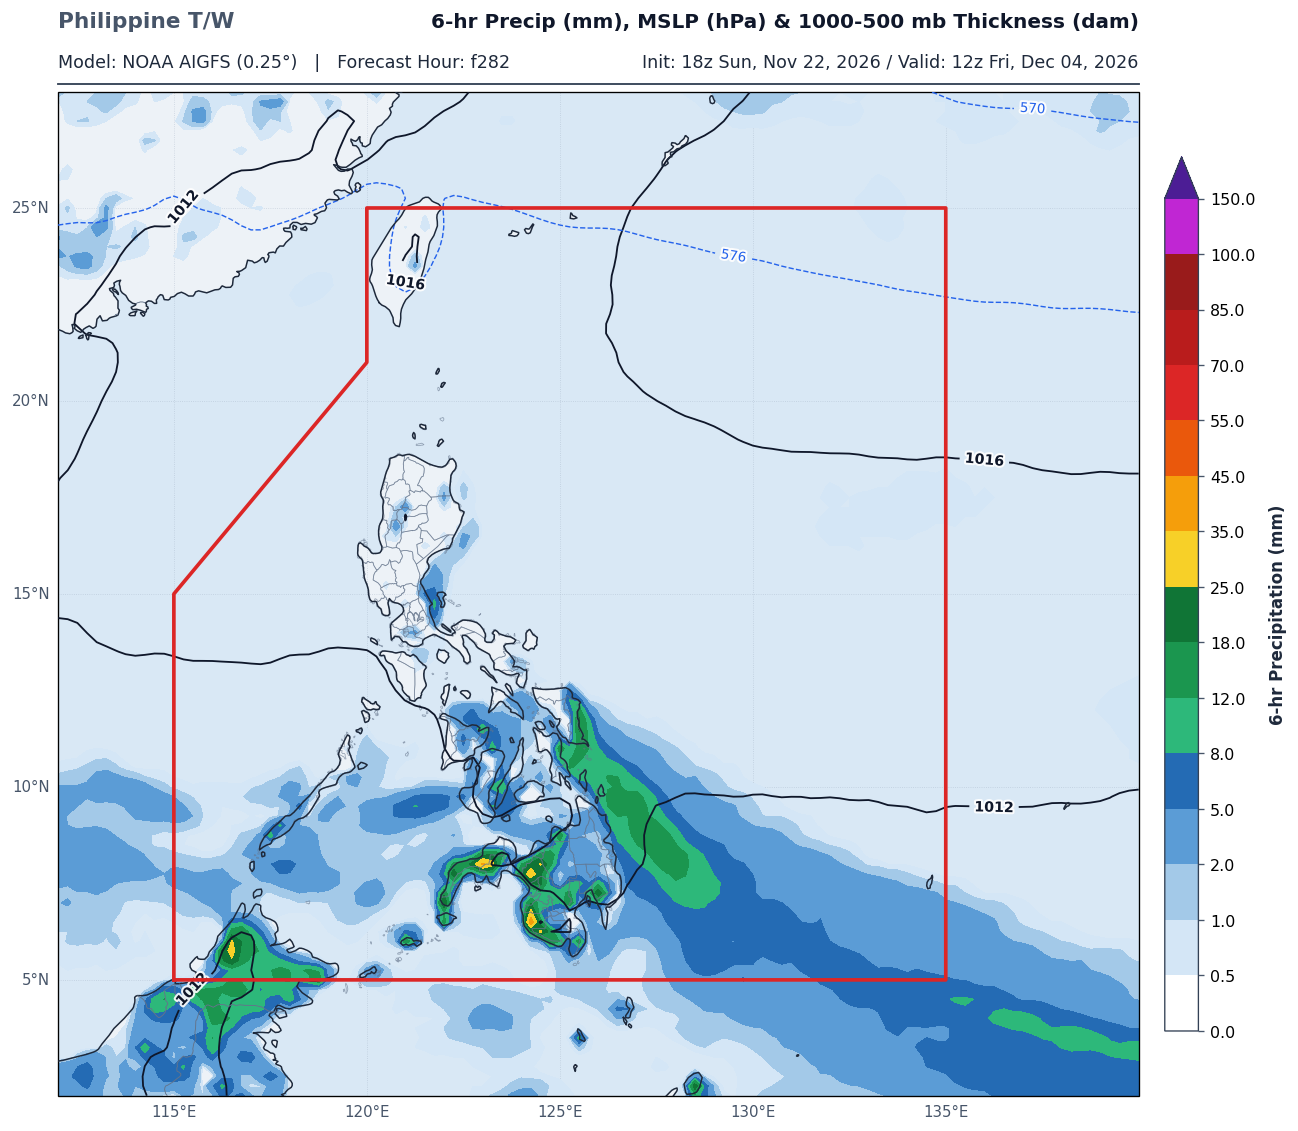 Philippine T/W
6-hr Precip (mm), MSLP (hPa) & 1000-500 mb Thickness (dam)
Model: NOAA AIGFS (0.25°) | Forecast Hour: f282
Init: 18z Sun, Nov 22, 2026 / Valid: 12z Fri, Dec 04, 2026
570
1012
25°N
576
1016
20°N
1016
15°N
10°N
1012
5°N
1012
115°E
120°E
125°E
130°E
135°E
150.0
100.0
85.0
70.0
55.0
45.0
35.0
25.0
18.0
12.0
8.0
5.0
2.0
1.0
0.5
0.0
6-hr Precipitation (mm)